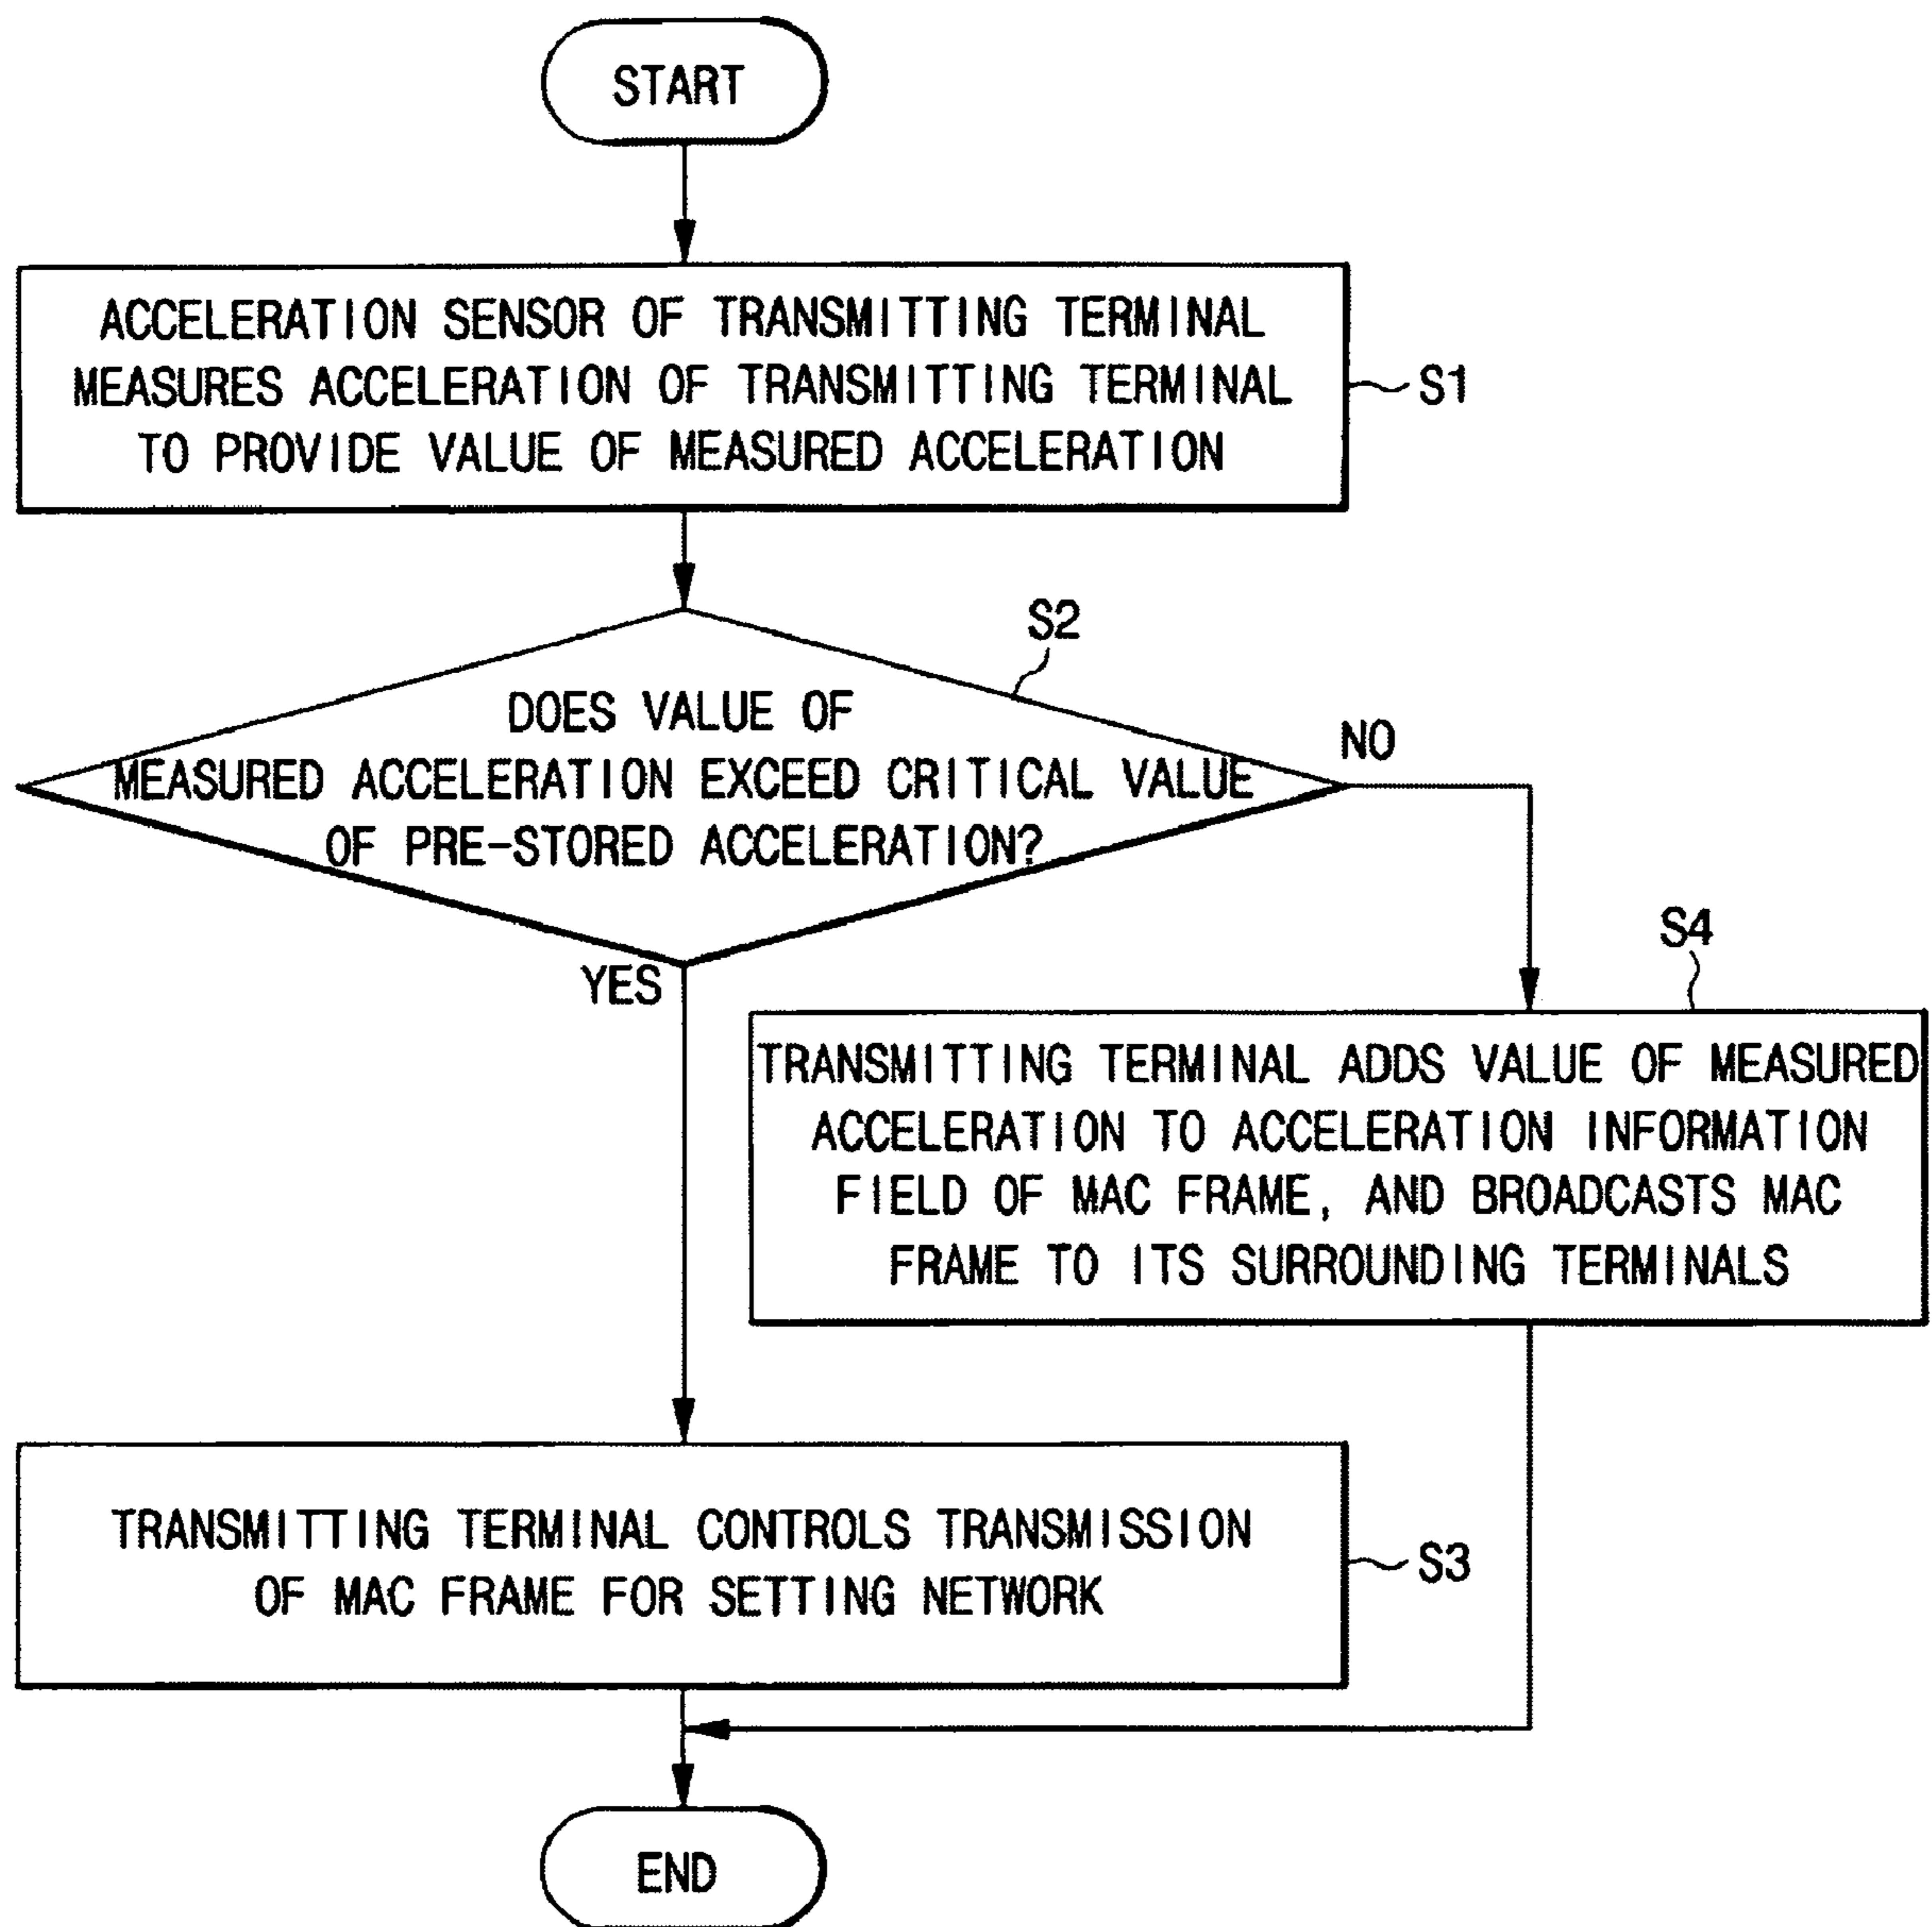 START
ACCELERATION SENSOR OF TRANSMITTING TERMINAL
MEASURES ACCELERATION OF TRANSMITTING TERMINAL
TO PROVIDE VALUE OF MEASURED ACCELERATION
S1
S2
DOES VALUE OF
MEASURED ACCELERATION EXCEED CRITICAL VALUE
OF PRE-STORED ACCELERATION?
NO
YES
S4
TRANSMITTING TERMINAL ADDS VALUE OF MEASURED
ACCELERATION TO ACCELERATION INFORMATION
FIELD OF MAC FRAME, AND BROADCASTS MAC
FRAME TO ITS SURROUNDING TERMINALS
TRANSMITTING TERMINAL CONTROLS TRANSMISSION
OF MAC FRAME FOR SETTING NETWORK
S3
END